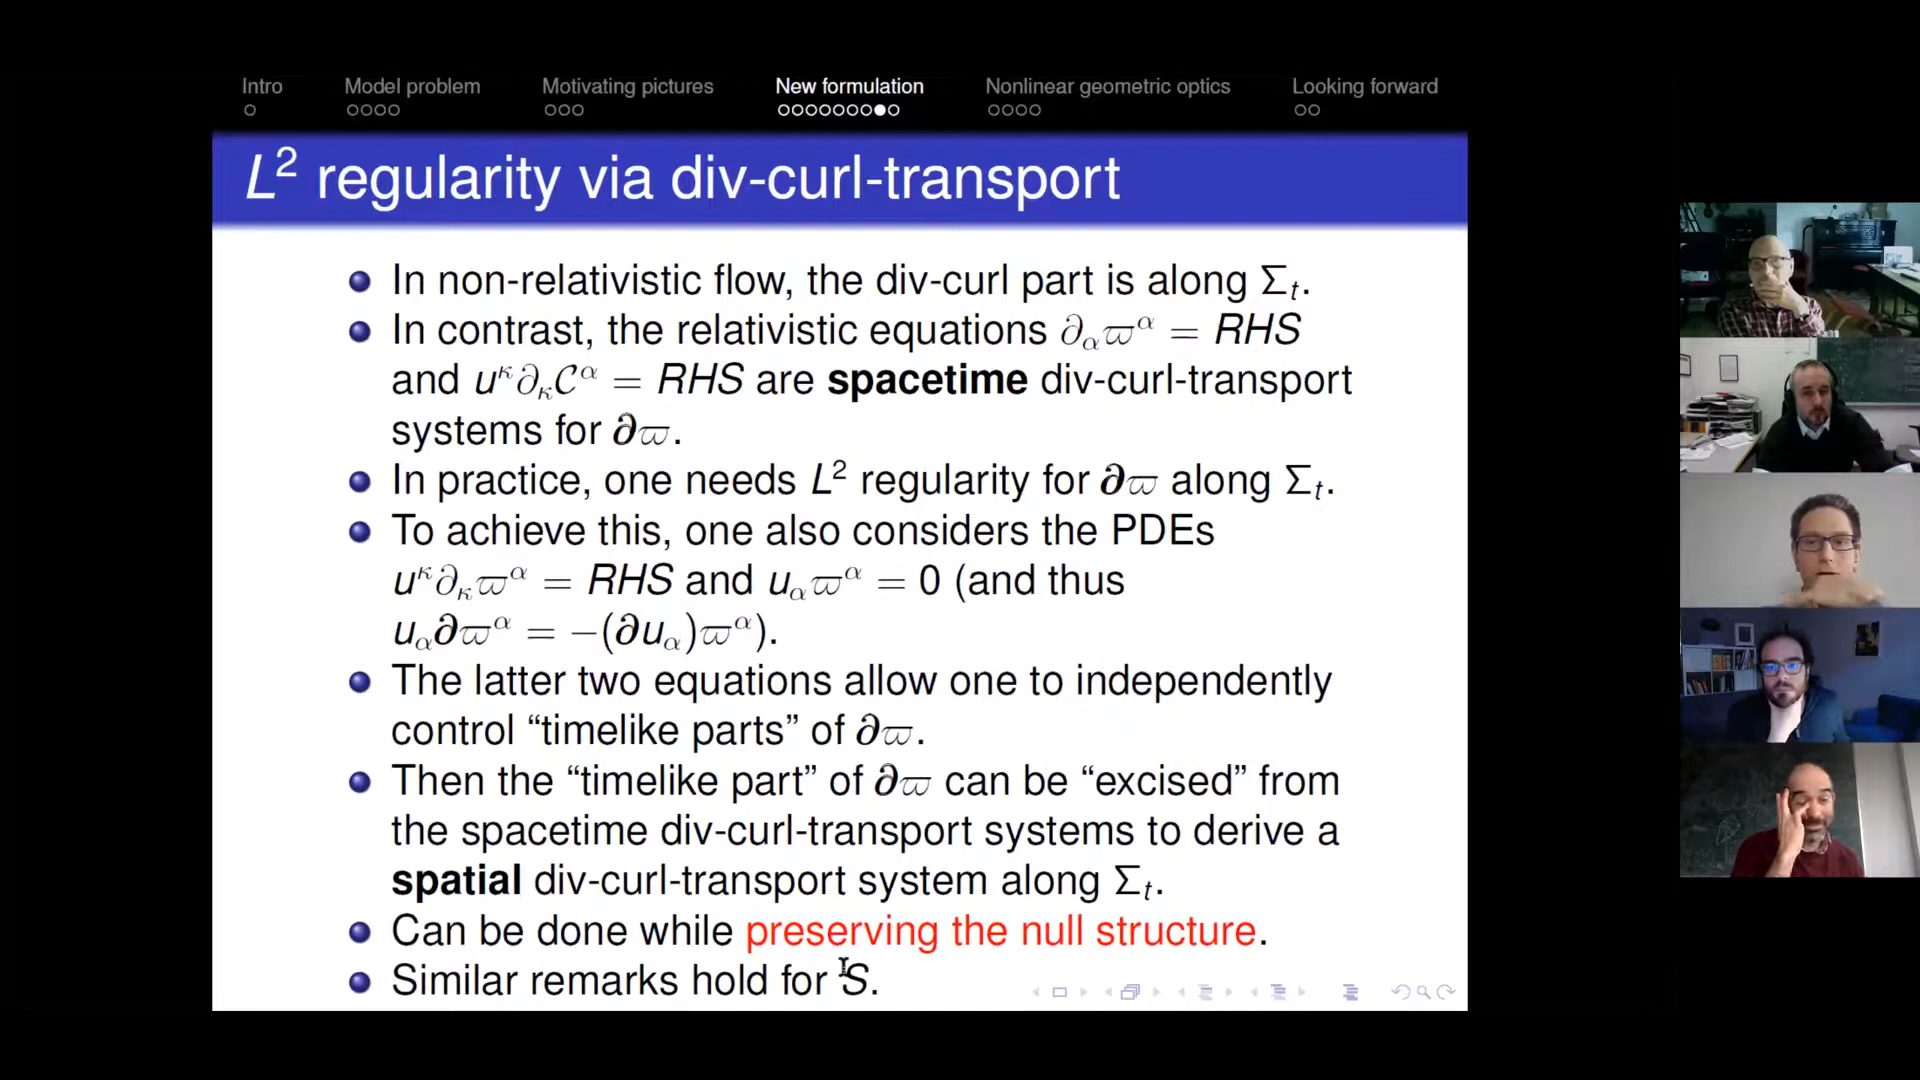 Intro Model problem Motivating pictures New formulation Nonlinear geometric optics Looking forward
L² regularity via div-curl-transport
In non-relativistic flow, the div-curl part is along Σ_t.
In contrast, the relativistic equations ∂_αϖ^α = RHS
and u^κ∂_κC^α = RHS are spacetime div-curl-transport
systems for ∂ϖ.
In practice, one needs L² regularity for ∂ϖ along Σ_t.
To achieve this, one also considers the PDEs
u^κ∂_κϖ^α = RHS and u_αϖ^α = 0 (and thus
u_α∂ϖ^α = −(∂u_α)ϖ^α).
The latter two equations allow one to independently
control “timelike parts” of ∂ϖ.
Then the “timelike part” of ∂ϖ can be “excised” from
the spacetime div-curl-transport systems to derive a
spatial div-curl-transport system along Σ_t.
Can be done while preserving the null structure.
Similar remarks hold for S.